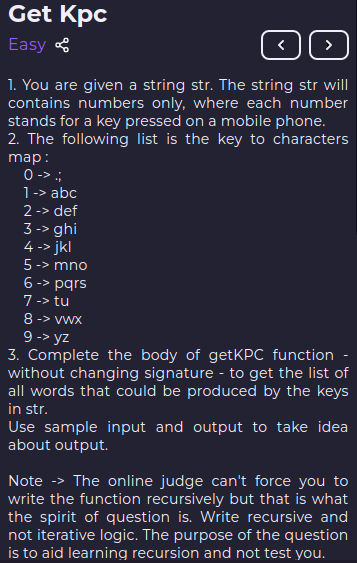 Get Kpc
Easy
1. You are given a string str. The string str will
contains numbers only, where each number
stands for a key pressed on a mobile phone.
2. The following list is the key to characters
map :
0 -> .;
1 -> abc
2 -> def
3 -> ghi
4 -> jkl
5 -> mno
6 -> pqrs
7 -> tu
8 -> vwx
9 -> yz
3. Complete the body of getKPC function -
without changing signature - to get the list of
all words that could be produced by the keys
in str.
Use sample input and output to take idea
about output.
Note -> The online judge can't force you to
write the function recursively but that is what
the spirit of question is. Write recursive and
not iterative logic. The purpose of the question
is to aid learning recursion and not test you.